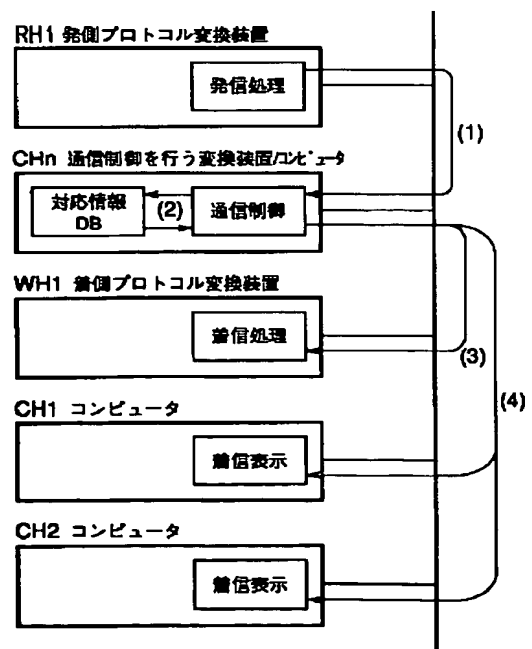 RH1 発側プロトコル変換装置
発信処理
(1)
CHn 通信制御を行う変換装置/コンピュータ
対応情報
DB
(2)
通信制御
WH1 着側プロトコル変換装置
着信処理
(3)
CH1 コンピュータ
着信表示
(4)
CH2 コンピュータ
着信表示